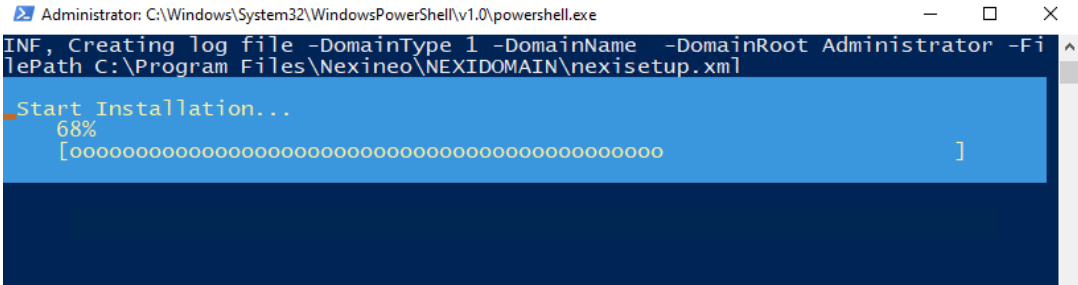 Administrator: C:\Windows\System32\WindowsPowerShell\v1.0\powershell.exe
INF, Creating log file -DomainType 1 -DomainName  -DomainRoot Administrator -Fi
lePath C:\Program Files\Nexineo\NEXIDOMAIN\nexisetup.xml
Start Installation...
68%
[ooooooooooooooooooooooooooooooooooooooooooooo                      ]